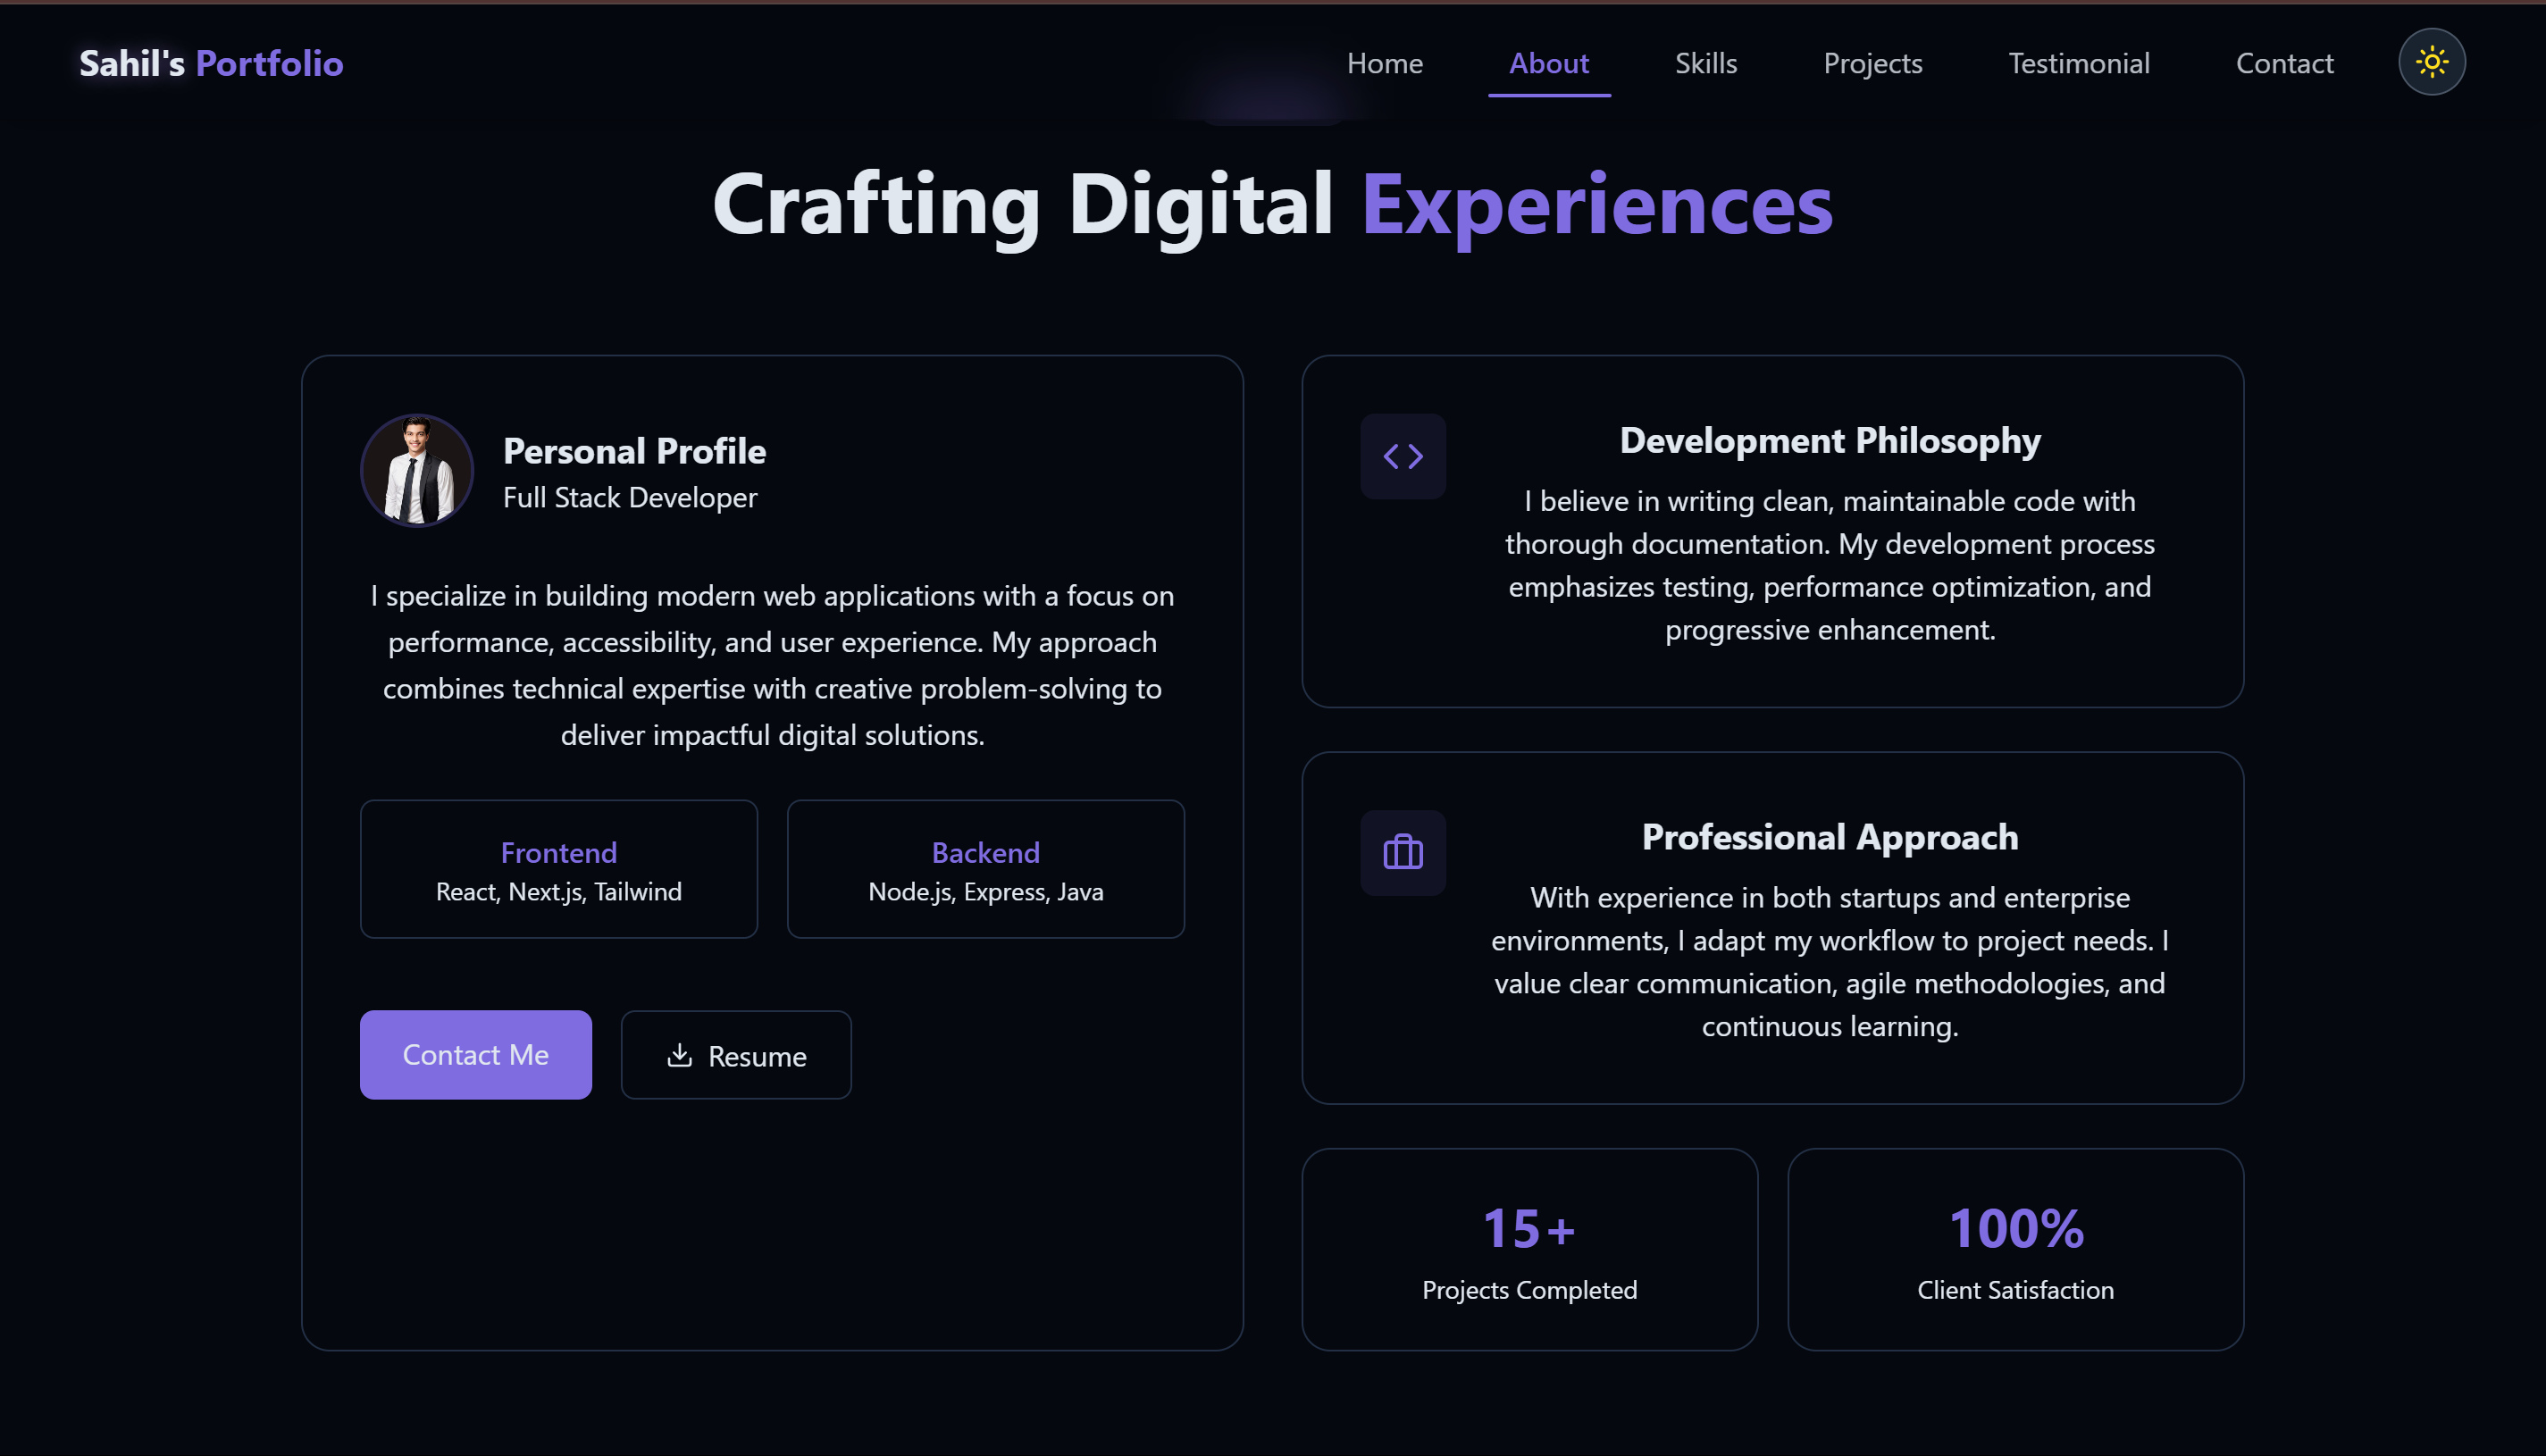 Sahil's Portfolio
Home
About
Skills
Projects
Testimonial
Contact
Crafting Digital Experiences
Personal Profile
Full Stack Developer
I specialize in building modern web applications with a focus on
performance, accessibility, and user experience. My approach
combines technical expertise with creative problem-solving to
deliver impactful digital solutions.
Frontend
React, Next.js, Tailwind
Backend
Node.js, Express, Java
Contact Me
Resume
Development Philosophy
I believe in writing clean, maintainable code with
thorough documentation. My development process
emphasizes testing, performance optimization, and
progressive enhancement.
Professional Approach
With experience in both startups and enterprise
environments, I adapt my workflow to project needs. I
value clear communication, agile methodologies, and
continuous learning.
15+
Projects Completed
100%
Client Satisfaction